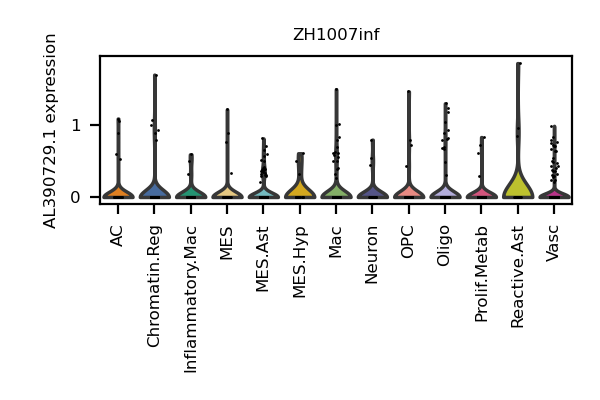 ZH1007inf
AL390729.1 expression
1
0
AC
Chromatin.Reg
Inflammatory.Mac
MES
MES.Ast
MES.Hyp
Mac
Neuron
OPC
Oligo
Prolif.Metab
Reactive.Ast
Vasc